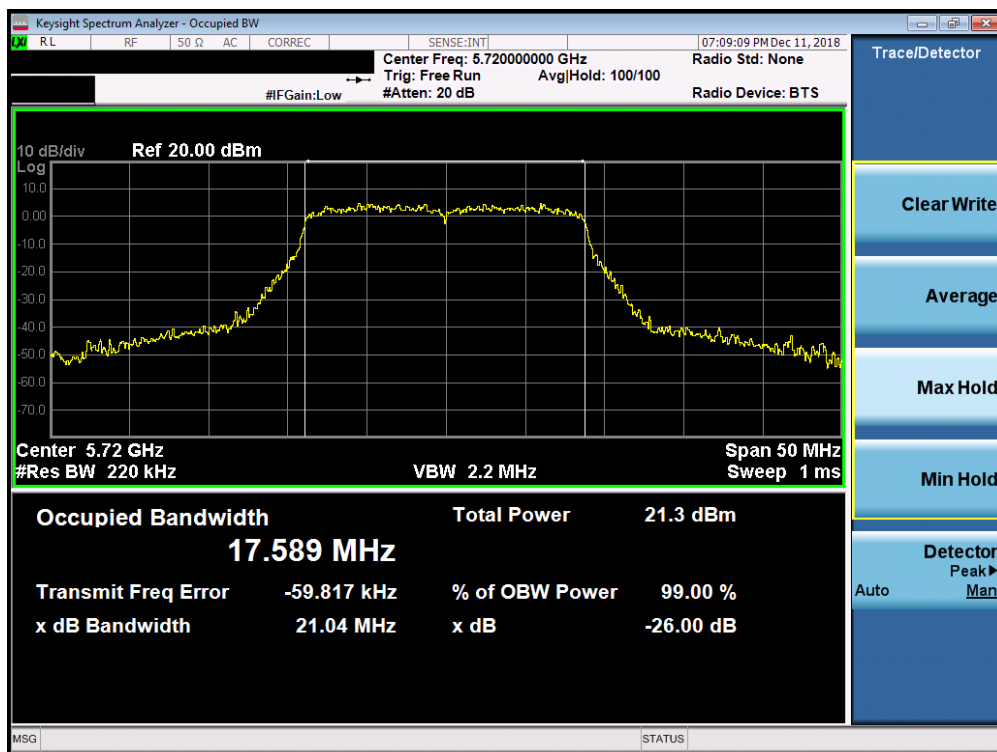 Keysight Spectrum Analyzer - Occupied BW
LXI RL RF 50 Ω AC CORREC SENSE:INT 07:09:09 PM Dec 11, 2018
Center Freq: 5.720000000 GHz Radio Std: None
Trig: Free Run Avg|Hold: 100/100
#IFGain:Low #Atten: 20 dB Radio Device: BTS
10 dB/div Ref 20.00 dBm
Log
10.0
0.00
-10.0
-20.0
-30.0
-40.0
-50.0
-60.0
-70.0
Center 5.72 GHz Span 50 MHz
#Res BW 220 kHz VBW 2.2 MHz Sweep 1 ms
Occupied Bandwidth Total Power 21.3 dBm
17.589 MHz
Transmit Freq Error -59.817 kHz % of OBW Power 99.00 %
x dB Bandwidth 21.04 MHz x dB -26.00 dB
MSG STATUS
Trace/Detector
Clear Write
Average
Max Hold
Min Hold
Detector
Peak▶
Auto Man